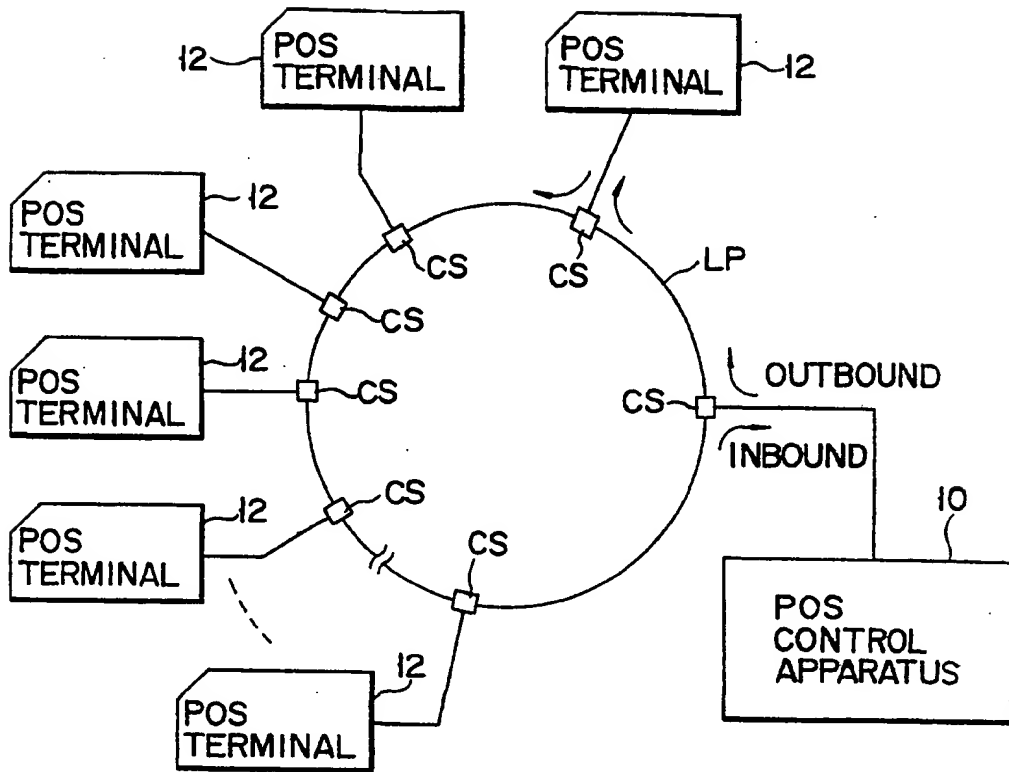 POS
TERMINAL
12
POS
TERMINAL
12
POS
TERMINAL
12
CS
CS
CS
LP
POS
TERMINAL
12
CS
CS
OUTBOUND
INBOUND
POS
TERMINAL
12
CS
CS
10
POS
CONTROL
APPARATUS
POS
TERMINAL
12